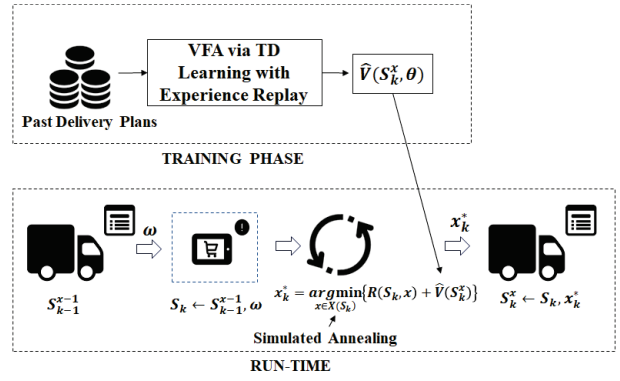 VFA via TD
Learning with
Experience Replay
V̂(S_k^x, θ)
Past Delivery Plans
TRAINING PHASE
ω
x_k^*
S_{k-1}^{x-1}
S_k ← S_{k-1}^{x-1}, ω
x_k^* = argmin_{x∈X(S_k)}{R(S_k, x) + V̂(S_k^x)}
S_k^x ← S_k, x_k^*
Simulated Annealing
RUN-TIME